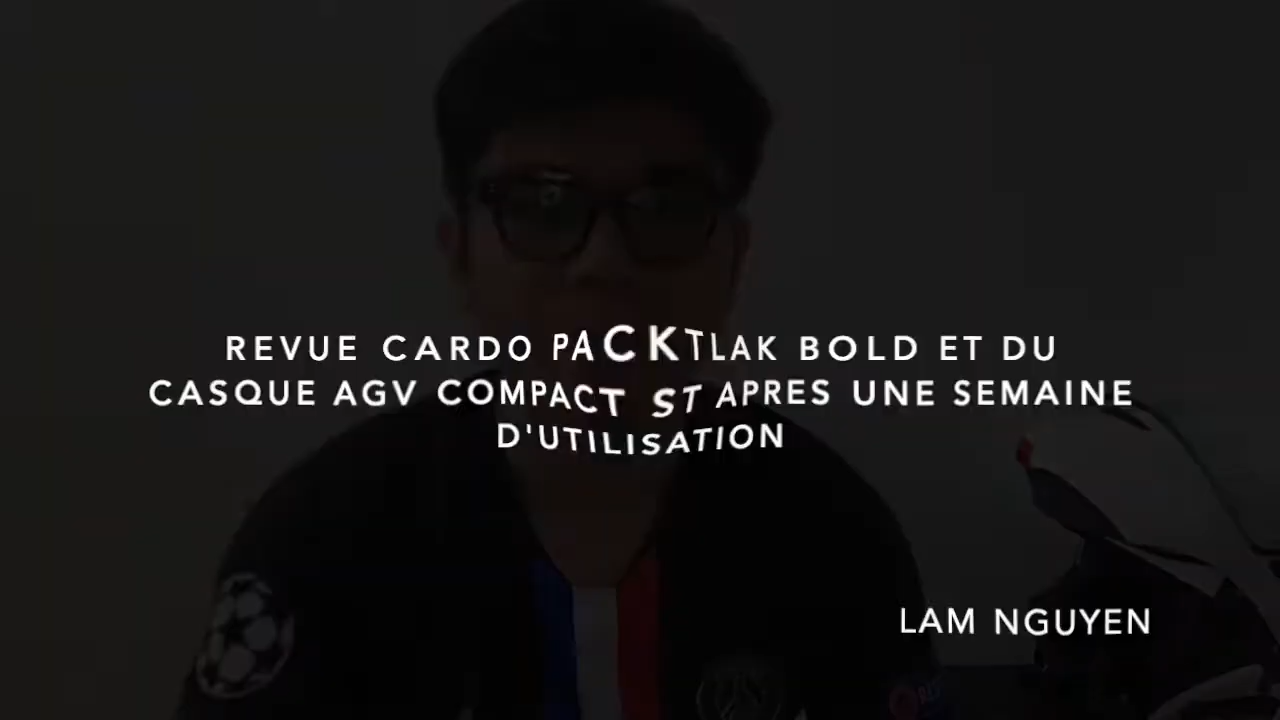 REVUE CARDO PACKTLAK BOLD ET DU
CASQUE AGV COMPACT ST APRES UNE SEMAINE
D'UTILISATION
LAM NGUYEN